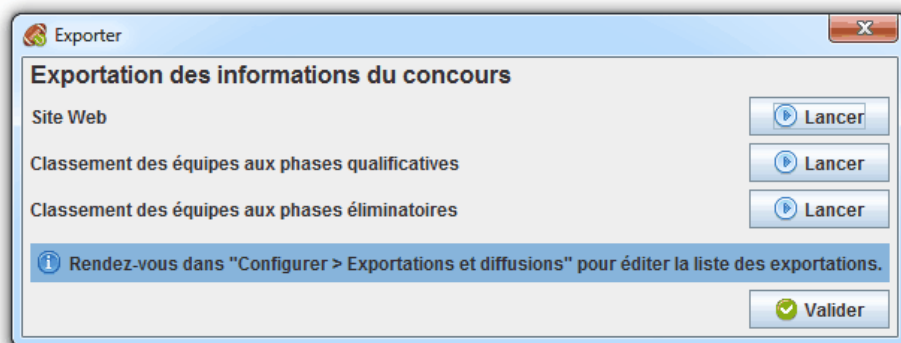 Exporter
Exportation des informations du concours
Site Web
Lancer
Classement des équipes aux phases qualificatives
Lancer
Classement des équipes aux phases éliminatoires
Lancer
Rendez-vous dans "Configurer > Exportations et diffusions" pour éditer la liste des exportations.
Valider